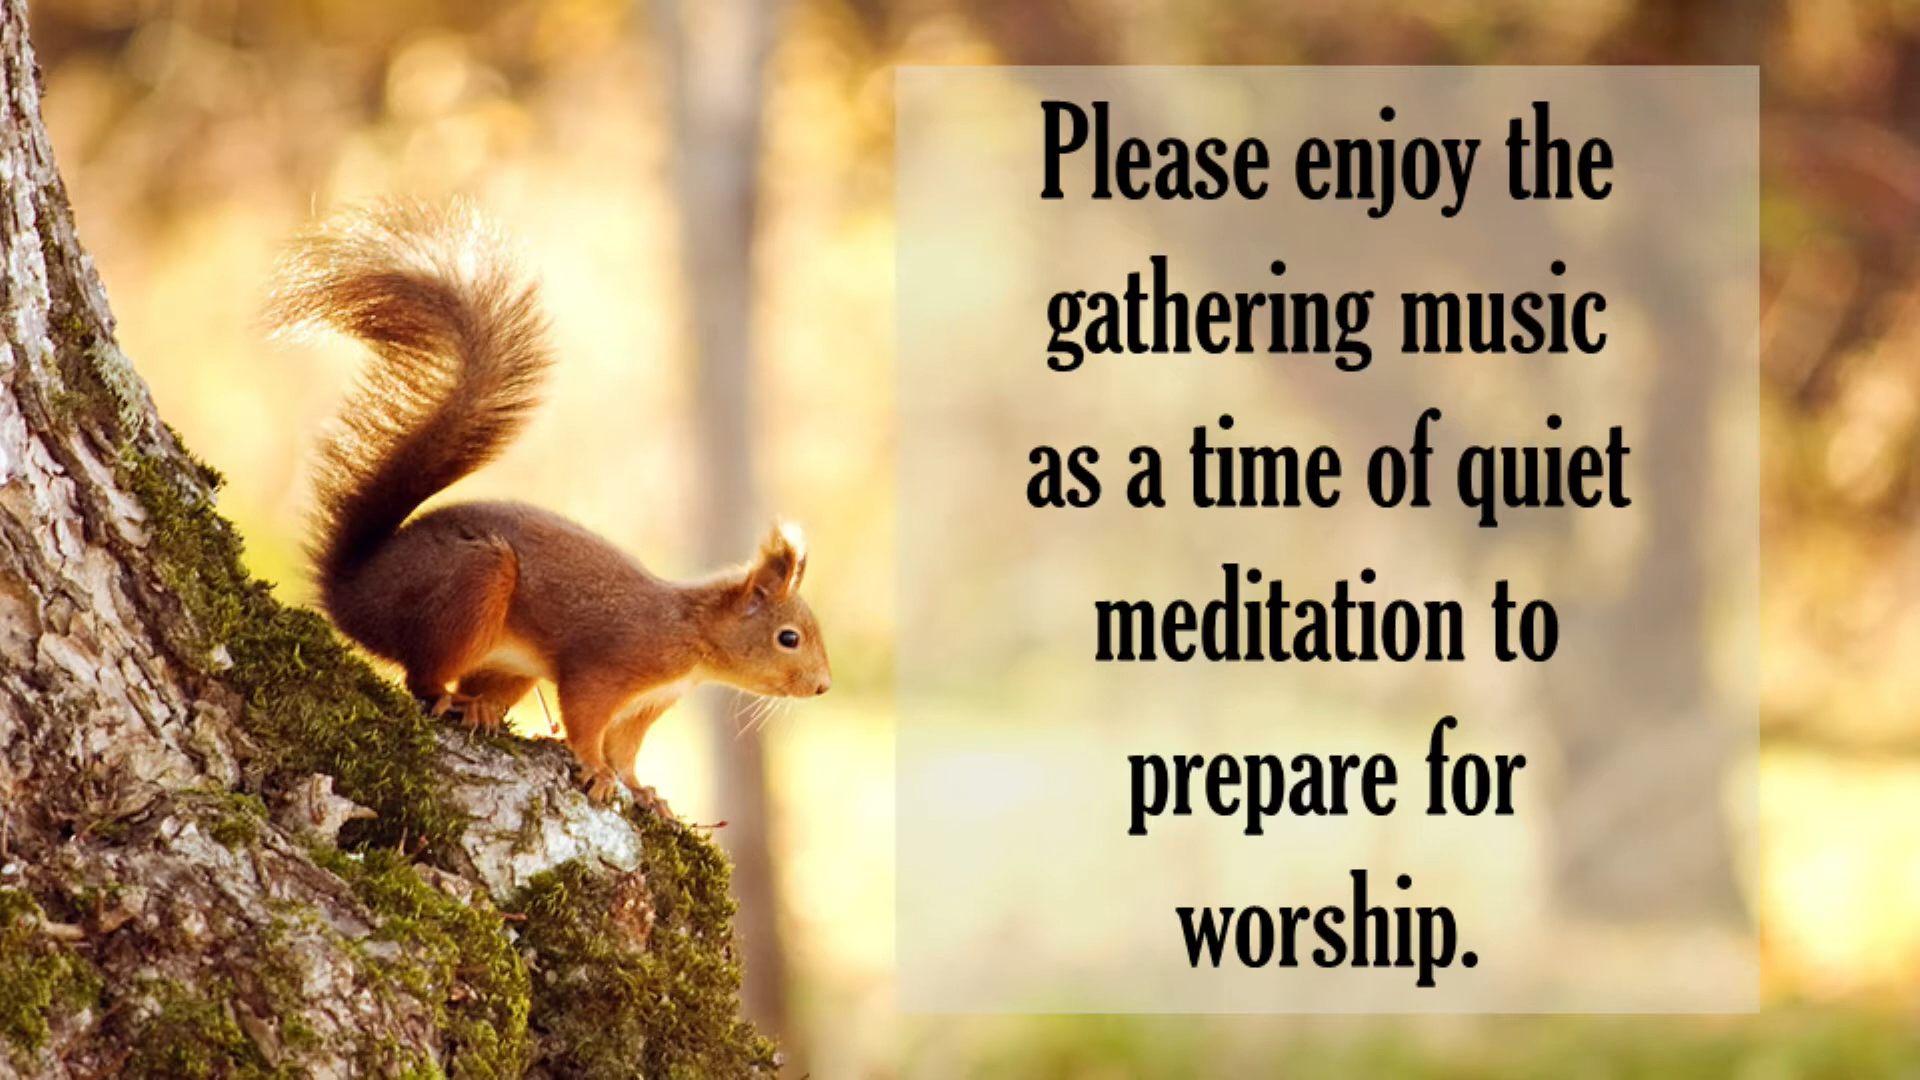 Please enjoy the
gathering music
as a time of quiet
meditation to
prepare for
worship.